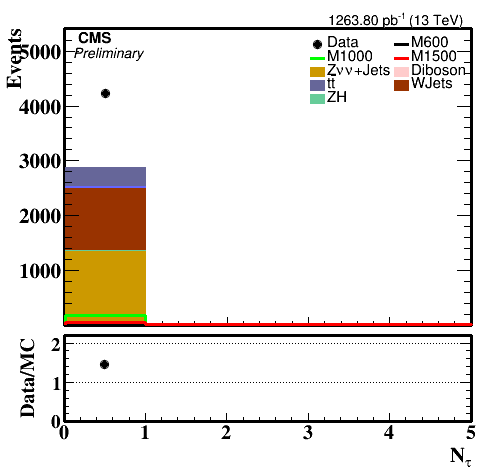 1263.80 pb⁻¹ (13 TeV)
CMS
Preliminary
Events
5000
4000
3000
2000
1000
Data
M600
M1000
M1500
Zνν+Jets
Diboson
tt
WJets
ZH
Data/MC
2
1
0
0 1 2 3 4 5
N_τ